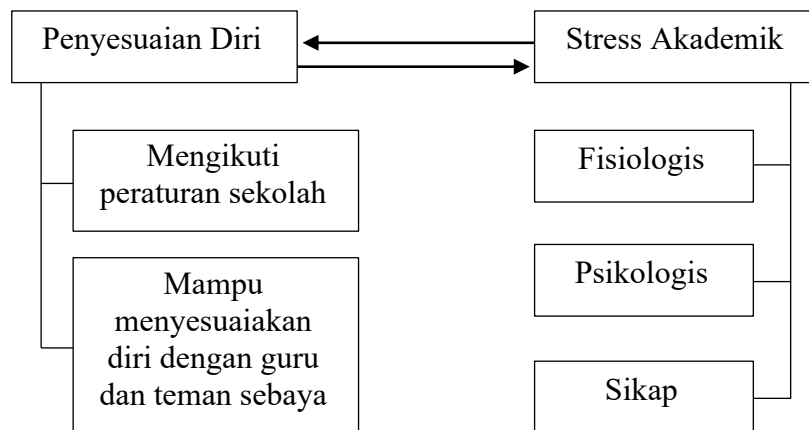 Penyesuaian Diri
Stress Akademik
Mengikuti
peraturan sekolah
Mampu
menyesuaiakan
diri dengan guru
dan teman sebaya
Fisiologis
Psikologis
Sikap